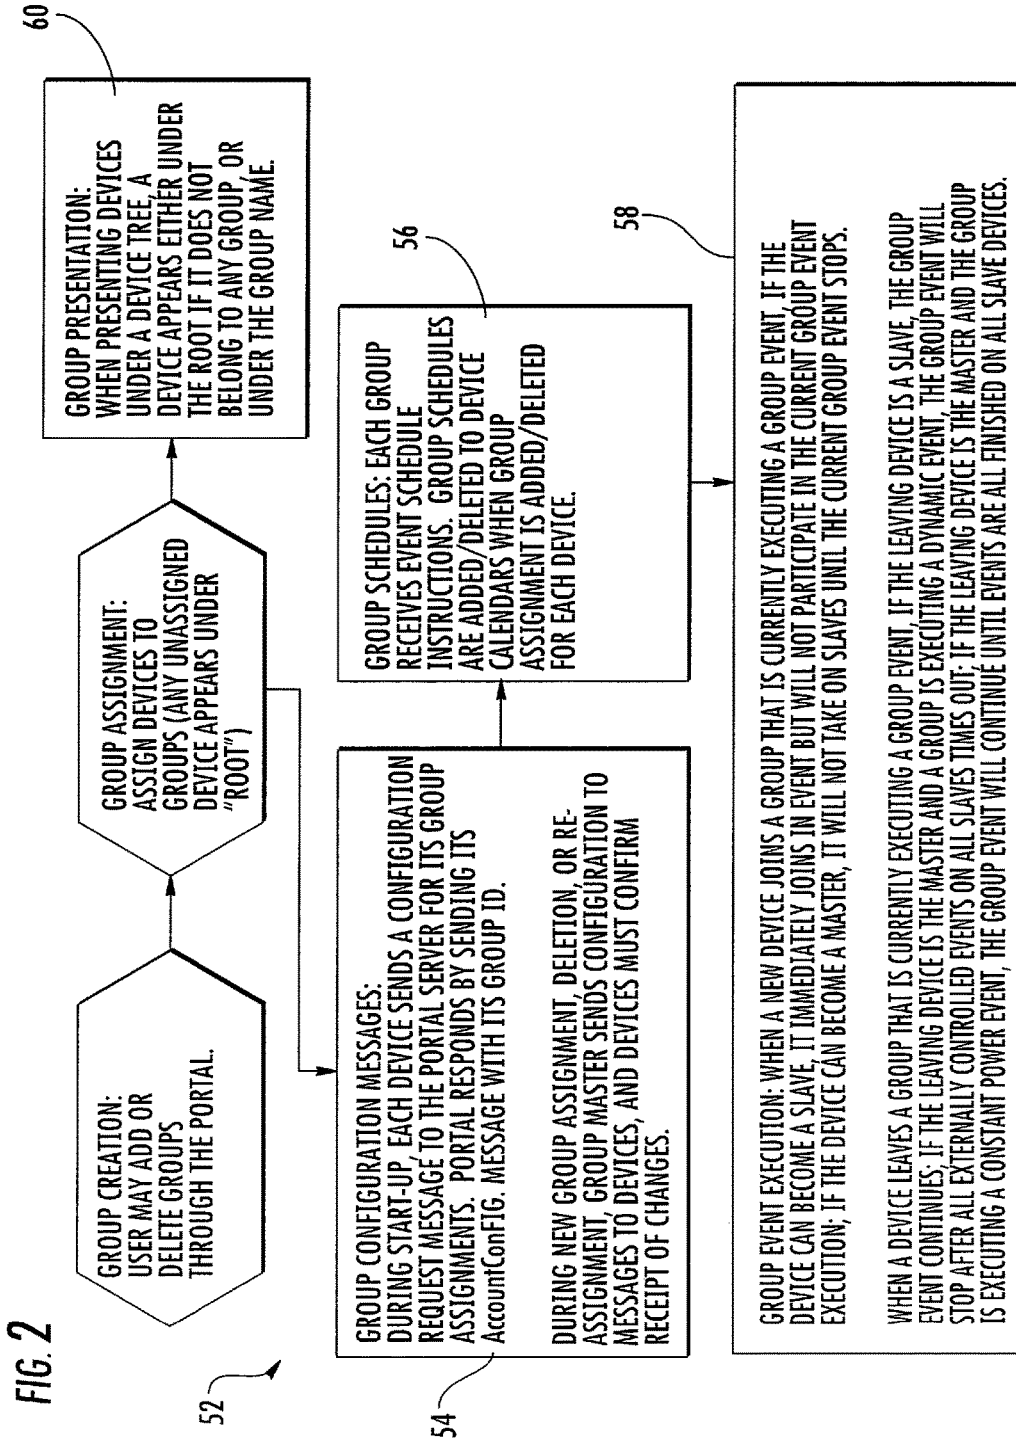 FIG. 2
52
GROUP CREATION:
USER MAY ADD OR
DELETE GROUPS
THROUGH THE PORTAL.
GROUP ASSIGNMENT:
ASSIGN DEVICES TO
GROUPS (ANY UNASSIGNED
DEVICE APPEARS UNDER
"ROOT")
60
GROUP PRESENTATION:
WHEN PRESENTING DEVICES
UNDER A DEVICE TREE, A
DEVICE APPEARS EITHER UNDER
THE ROOT IF IT DOES NOT
BELONG TO ANY GROUP, OR
UNDER THE GROUP NAME.
54
GROUP CONFIGURATION MESSAGES:
DURING START-UP, EACH DEVICE SENDS A CONFIGURATION
REQUEST MESSAGE TO THE PORTAL SERVER FOR ITS GROUP
ASSIGNMENTS. PORTAL RESPONDS BY SENDING ITS
AccountConFIG. MESSAGE WITH ITS GROUP ID.
DURING NEW GROUP ASSIGNMENT, DELETION, OR RE-
ASSIGNMENT, GROUP MASTER SENDS CONFIGURATION TO
MESSAGES TO DEVICES, AND DEVICES MUST CONFIRM
RECEIPT OF CHANGES.
56
GROUP SCHEDULES: EACH GROUP
RECEIVES EVENT SCHEDULE
INSTRUCTIONS. GROUP SCHEDULES
ARE ADDED/DELETED TO DEVICE
CALENDARS WHEN GROUP
ASSIGNMENT IS ADDED/DELETED
FOR EACH DEVICE.
58
GROUP EVENT EXECUTION: WHEN A NEW DEVICE JOINS A GROUP THAT IS CURRENTLY EXECUTING A GROUP EVENT, IF THE
DEVICE CAN BECOME A SLAVE, IT IMMEDIATELY JOINS IN EVENT BUT WILL NOT PARTICIPATE IN THE CURRENT GROUP EVENT
EXECUTION; IF THE DEVICE CAN BECOME A MASTER, IT WILL NOT TAKE ON SLAVES UNIL THE CURRENT GROUP EVENT STOPS.
WHEN A DEVICE LEAVES A GROUP THAT IS CURRENTLY EXECUTING A GROUP EVENT, IF THE LEAVING DEVICE IS A SLAVE, THE GROUP
EVENT CONTINUES; IF THE LEAVING DEVICE IS THE MASTER AND A GROUP IS EXECUTING A DYNAMIC EVENT, THE GROUP EVENT WILL
STOP AFTER ALL EXTERNALLY CONTROLLED EVENTS ON ALL SLAVES TIMES OUT; IF THE LEAVING DEVICE IS THE MASTER AND THE GROUP
IS EXECUTING A CONSTANT POWER EVENT, THE GROUP EVENT WILL CONTINUE UNTIL EVENTS ARE ALL FINISHED ON ALL SLAVE DEVICES.